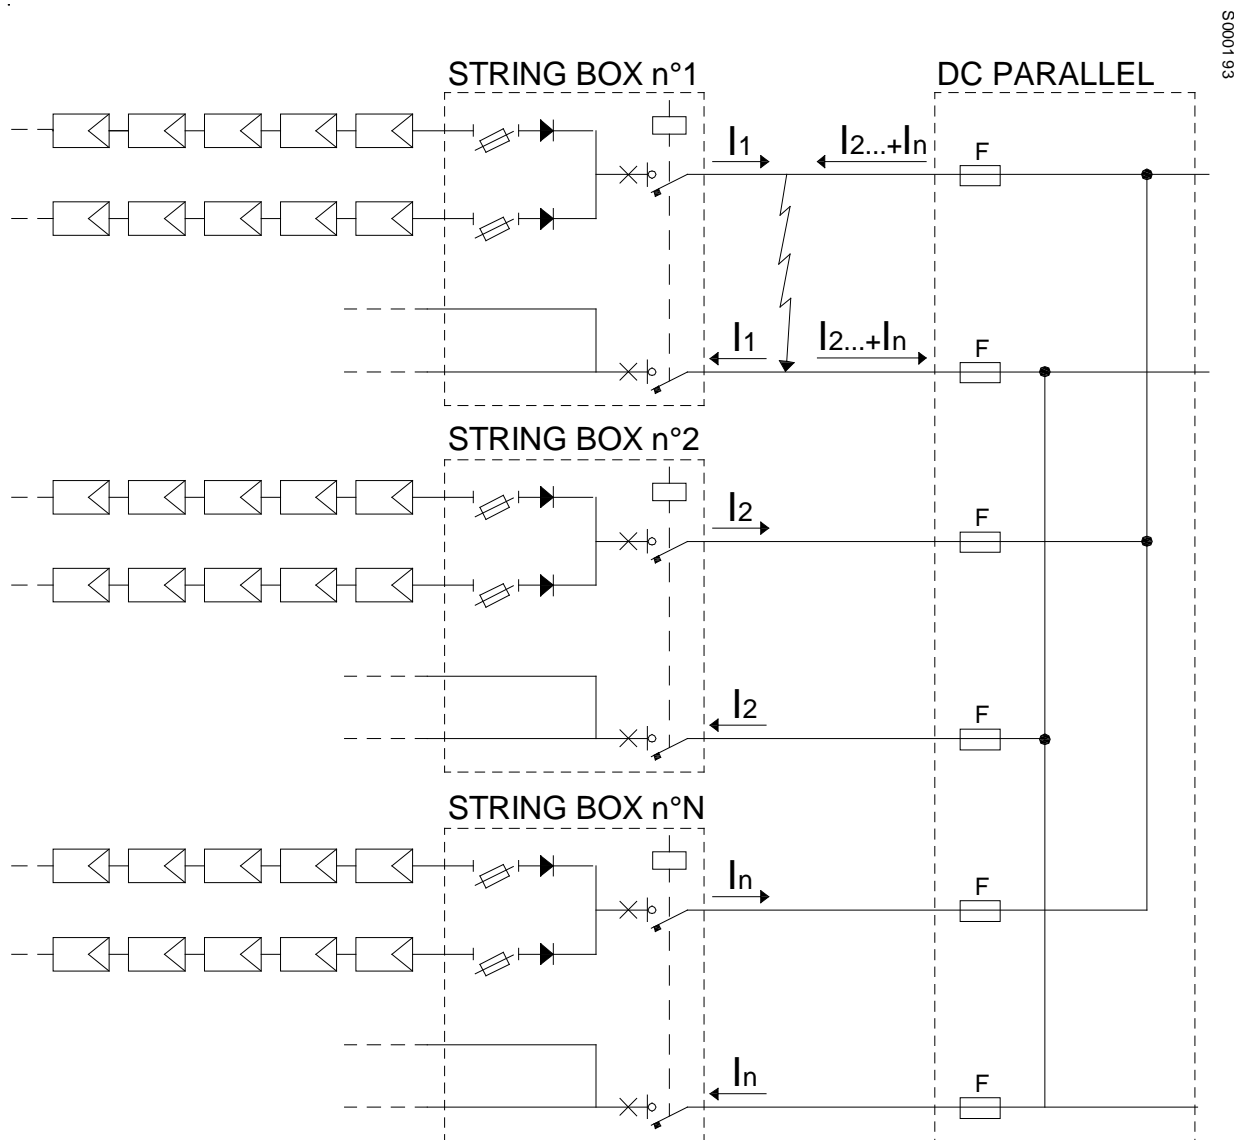 S000193
STRING BOX n°1
DC PARALLEL
I1
I2...+In
F
I1
I2...+In
F
STRING BOX n°2
I2
F
I2
F
STRING BOX n°N
In
F
In
F